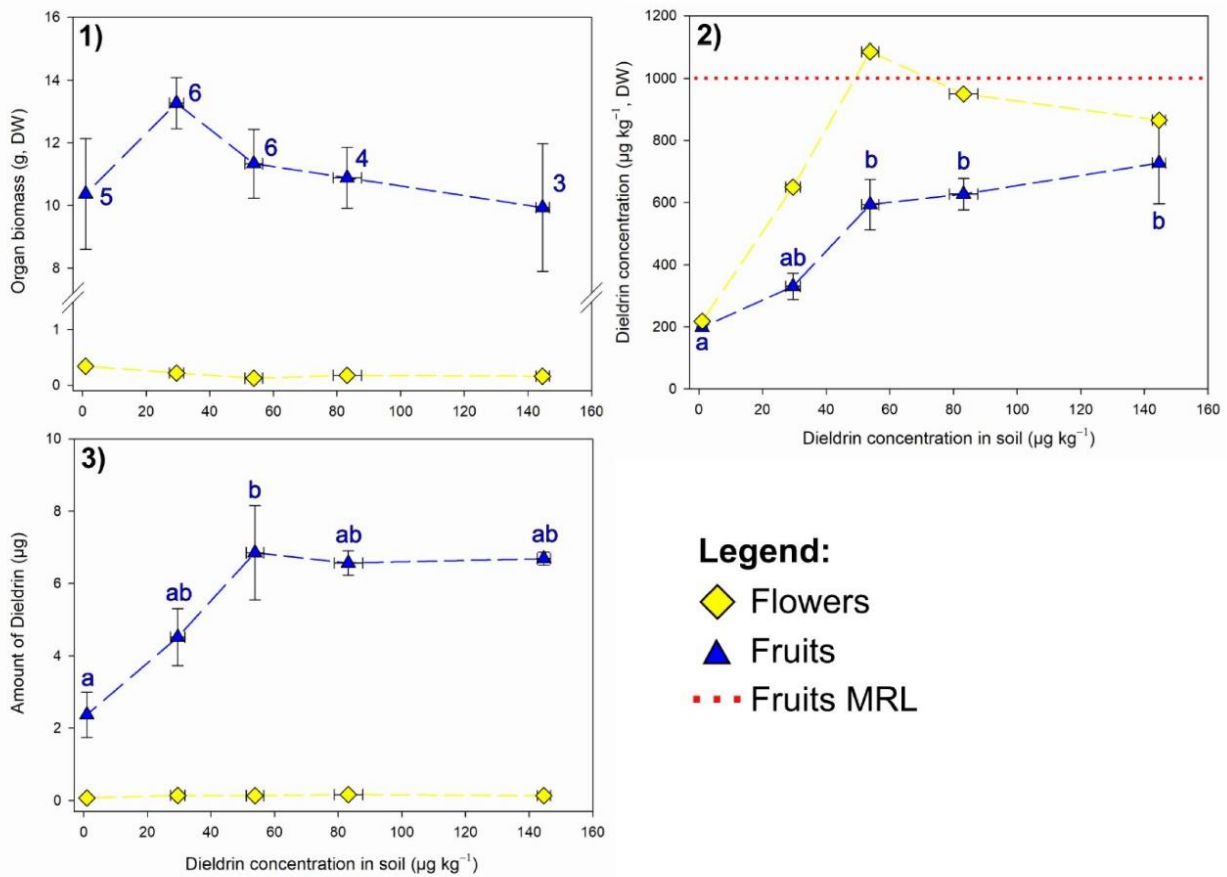 1)
Organ biomass (g, DW)
16
14
12
10
8
1
0
5
6
6
4
3
0 20 40 60 80 100 120 140 160
2)
Dieldrin concentration (µg kg⁻¹, DW)
1200
1000
800
600
400
200
0
a
ab
b
b
b
0 20 40 60 80 100 120 140 160
Dieldrin concentration in soil (µg kg⁻¹)
3)
Amount of Dieldrin (µg)
10
8
6
4
2
0
a
ab
b
ab
ab
0 20 40 60 80 100 120 140 160
Dieldrin concentration in soil (µg kg⁻¹)
Legend:
Flowers
Fruits
Fruits MRL